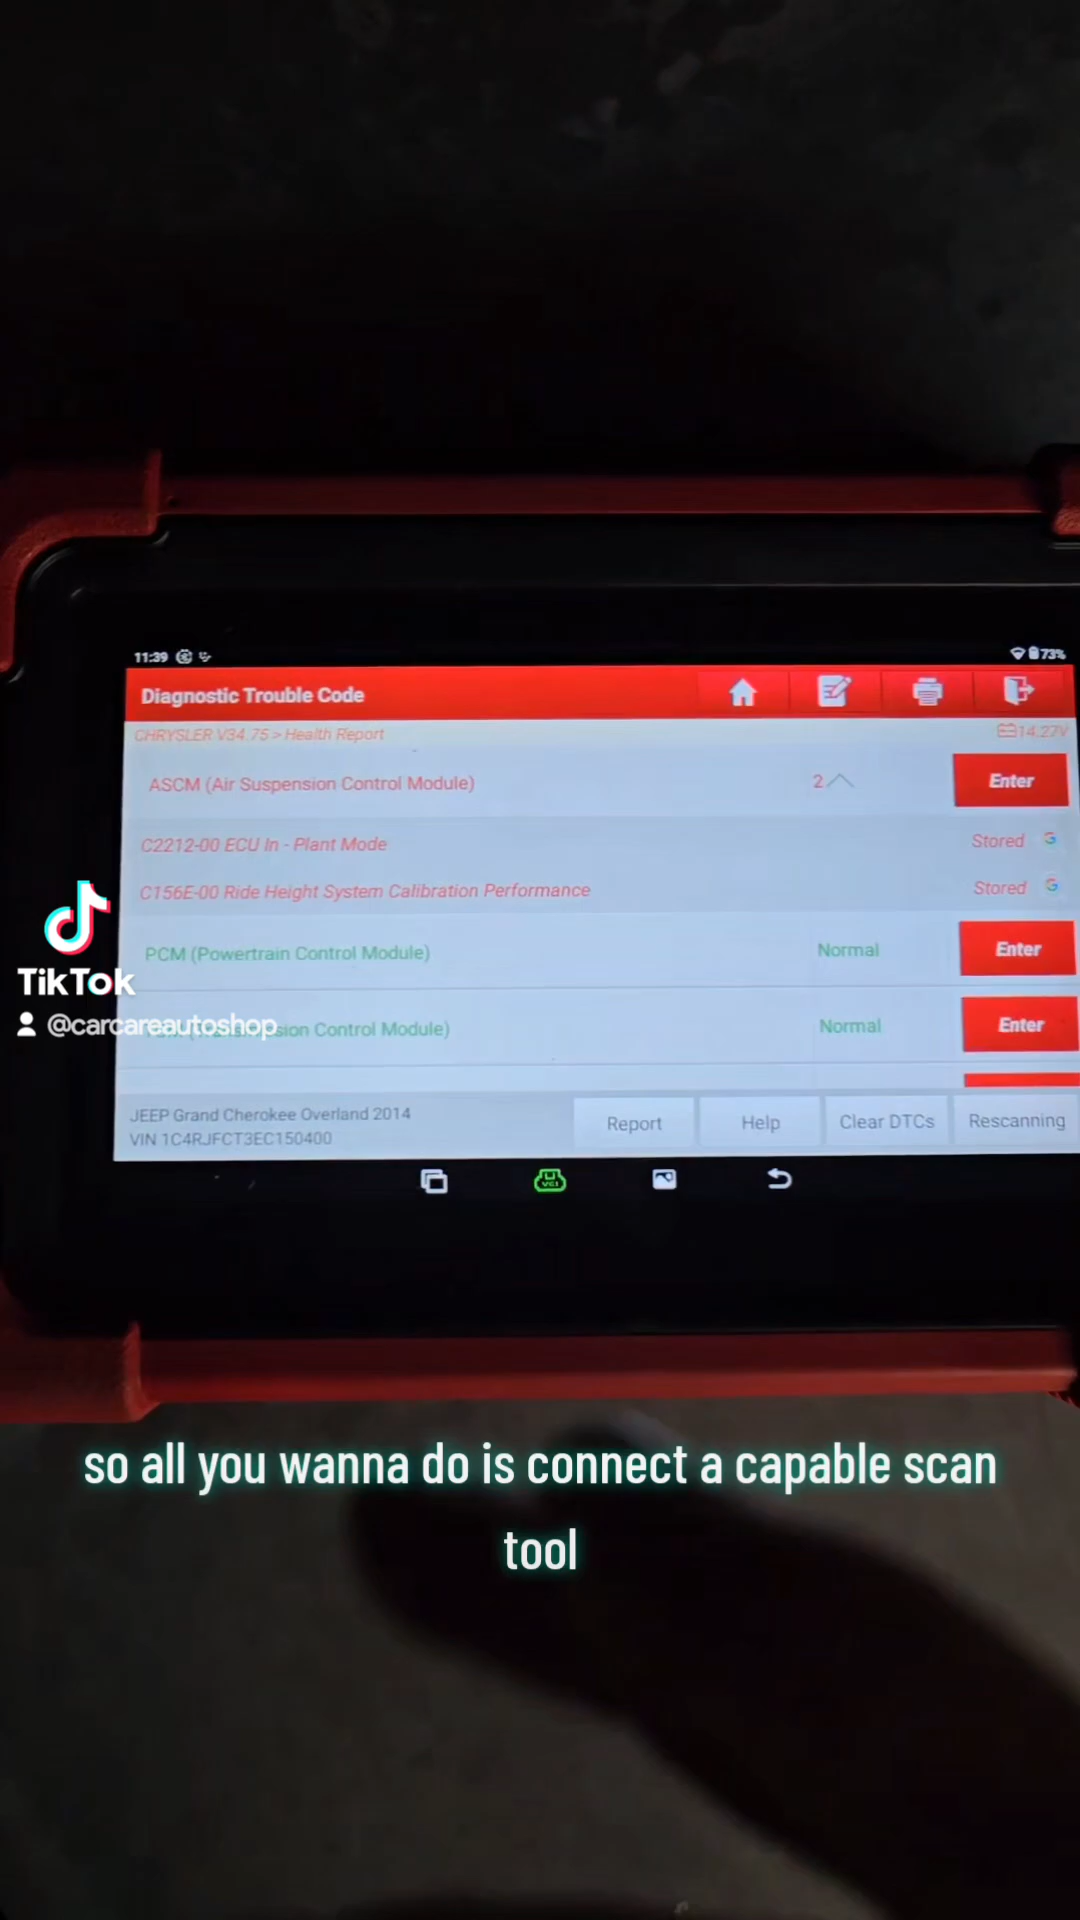 11:39
73%
Diagnostic Trouble Code
CHRYSLER V34.75 > Health Report
14.27V
ASCM (Air Suspension Control Module)
2
Enter
C2212-00 ECU In - Plant Mode
Stored
C156E-00 Ride Height System Calibration Performance
Stored
PCM (Powertrain Control Module)
Normal
Enter
TikTok
@carcareautoshop
Control Module)
Normal
Enter
JEEP Grand Cherokee Overland 2014
VIN 1C4RJFCT3EC150400
Report
Help
Clear DTCs
Rescanning
VCI
so all you wanna do is connect a capable scan
tool